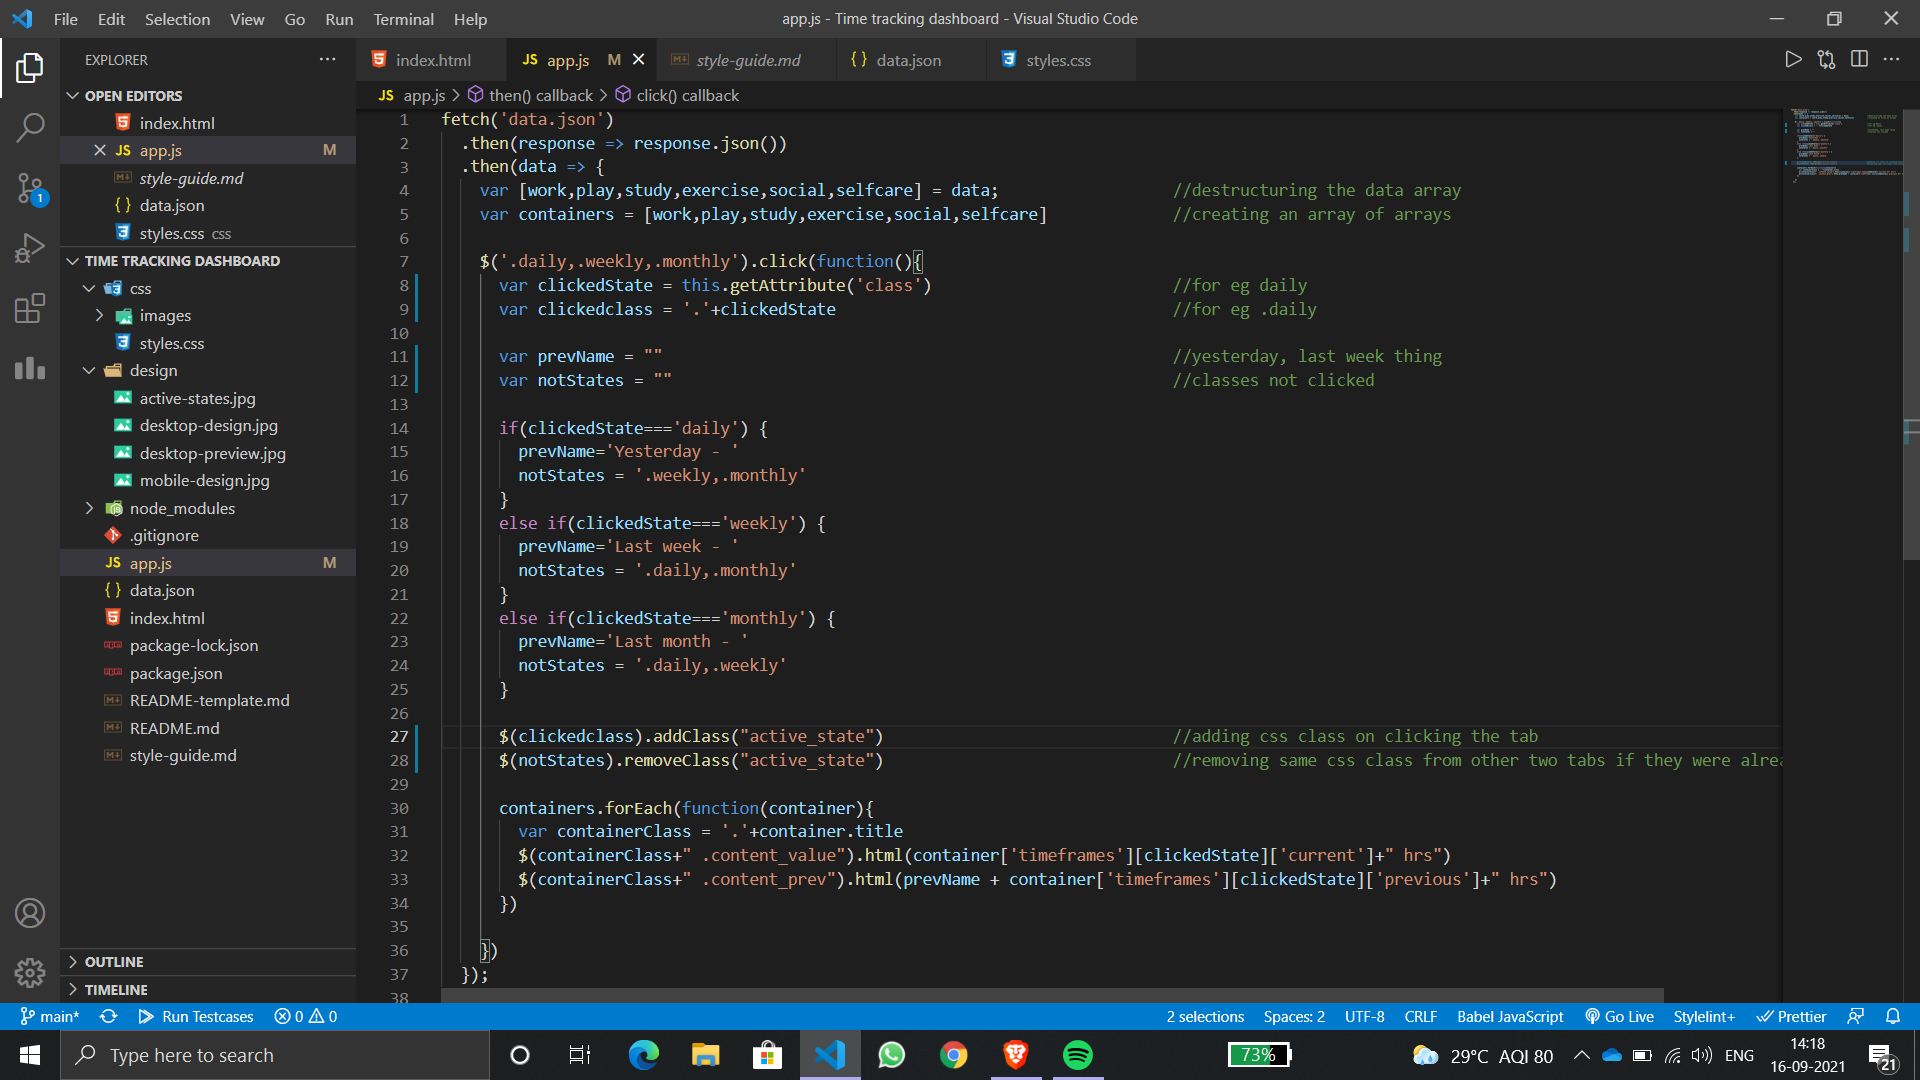 File Edit Selection View Go Run Terminal Help
app.js - Time tracking dashboard - Visual Studio Code
EXPLORER
OPEN EDITORS
index.html
JS app.js M
style-guide.md
{} data.json
styles.css css
TIME TRACKING DASHBOARD
css
images
styles.css
design
active-states.jpg
desktop-design.jpg
desktop-preview.jpg
mobile-design.jpg
node_modules
.gitignore
JS app.js M
{} data.json
index.html
package-lock.json
package.json
README-template.md
README.md
style-guide.md
OUTLINE
TIMELINE
1
index.html JS app.js M style-guide.md {} data.json styles.css
JS app.js > then() callback > click() callback
1 fetch('data.json')
2 .then(response => response.json())
3 .then(data => {
4 var [work,play,study,exercise,social,selfcare] = data; //destructuring the data array
5 var containers = [work,play,study,exercise,social,selfcare] //creating an array of arrays
6
7 $('.daily,.weekly,.monthly').click(function(){
8 var clickedState = this.getAttribute('class') //for eg daily
9 var clickedclass = '.'+clickedState //for eg .daily
10
11 var prevName = "" //yesterday, last week thing
12 var notStates = "" //classes not clicked
13
14 if(clickedState==='daily') {
15 prevName='Yesterday - '
16 notStates = '.weekly,.monthly'
17 }
18 else if(clickedState==='weekly') {
19 prevName='Last week - '
20 notStates = '.daily,.monthly'
21 }
22 else if(clickedState==='monthly') {
23 prevName='Last month - '
24 notStates = '.daily,.weekly'
25 }
26
27 $(clickedclass).addClass("active_state") //adding css class on clicking the tab
28 $(notStates).removeClass("active_state") //removing same css class from other two tabs if they were alrea
29
30 containers.forEach(function(container){
31 var containerClass = '.'+container.title
32 $(containerClass+" .content_value").html(container['timeframes'][clickedState]['current']+" hrs")
33 $(containerClass+" .content_prev").html(prevName + container['timeframes'][clickedState]['previous']+" hrs")
34 })
35
36 })
37 });
38
main* Run Testcases 0 0 2 selections Spaces: 2 UTF-8 CRLF Babel JavaScript Go Live Stylelint+ Prettier
Type here to search 73% 29°C AQI 80 ENG 14:18
16-09-2021
21